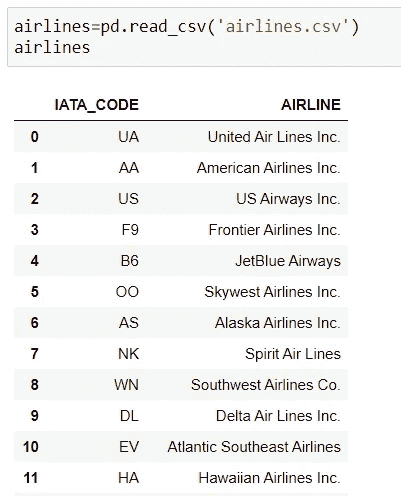 airlines=pd.read_csv('airlines.csv')
airlines
IATA_CODE AIRLINE
0 UA United Air Lines Inc.
1 AA American Airlines Inc.
2 US US Airways Inc.
3 F9 Frontier Airlines Inc.
4 B6 JetBlue Airways
5 OO Skywest Airlines Inc.
6 AS Alaska Airlines Inc.
7 NK Spirit Air Lines
8 WN Southwest Airlines Co.
9 DL Delta Air Lines Inc.
10 EV Atlantic Southeast Airlines
11 HA Hawaiian Airlines Inc.